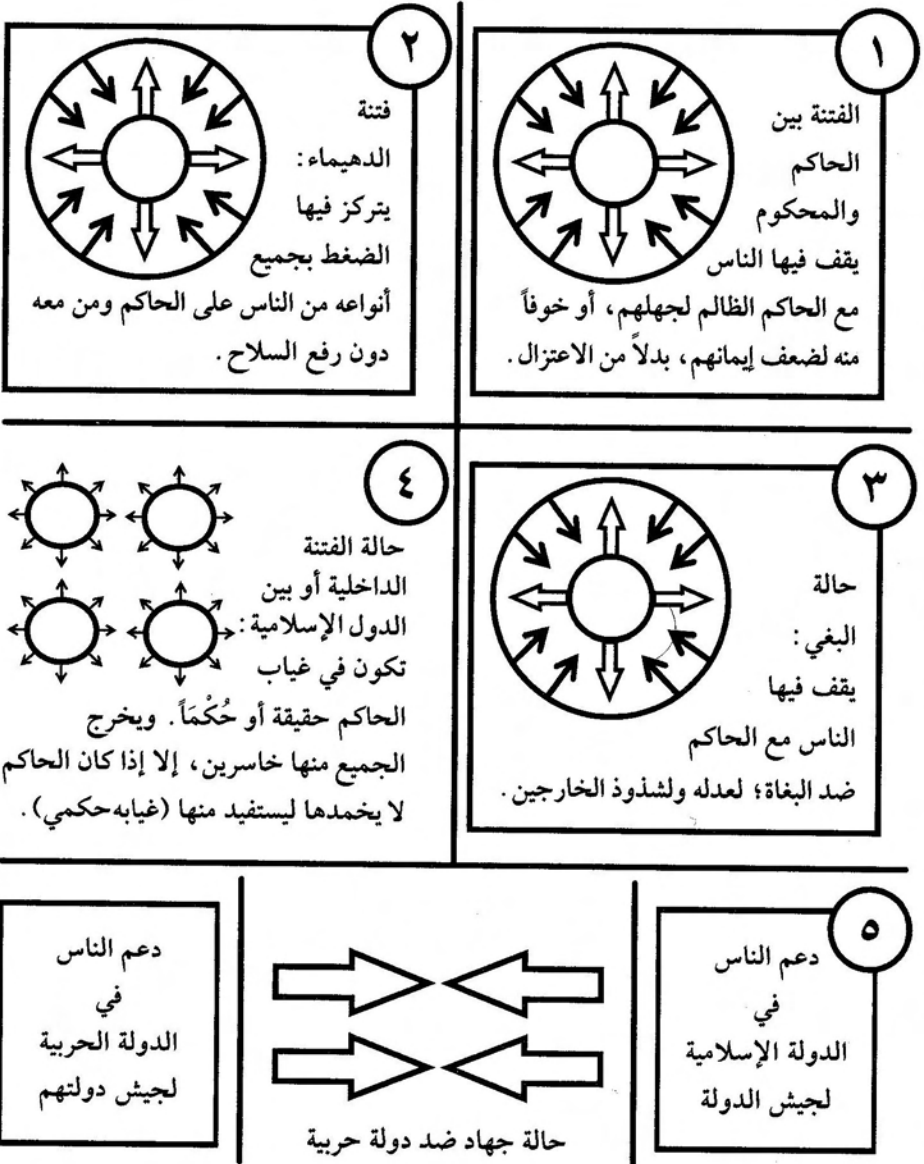 ١
الفتنة بين
الحاكم
والمحكوم
يقف فيها الناس
مع الحاكم الظالم لجهلهم، أو خوفاً
منه لضعف إيمانهم، بدلاً من الاعتزال.
٢
فتنة
الدهيماء:
يتركز فيها
الضغط بجميع
أنواعه من الناس على الحاكم ومن معه
دون رفع السلاح.
٣
حالة
البغي:
يقف فيها
الناس مع الحاكم
ضد البغاة؛ لعدله ولشذوذ الخارجين.
٤
حالة الفتنة
الداخلية أو بين
الدول الإسلامية:
تكون في غياب
الحاكم حقيقة أو حُكْمَاً. ويخرج
الجميع منها خاسرين، إلا إذا كان الحاكم
لا يخمدها ليستفيد منها (غيابه حكمي).
٥
دعم الناس
في
الدولة الإسلامية
لجيش الدولة
حالة جهاد ضد دولة حربية
دعم الناس
في
الدولة الحربية
لجيش دولتهم